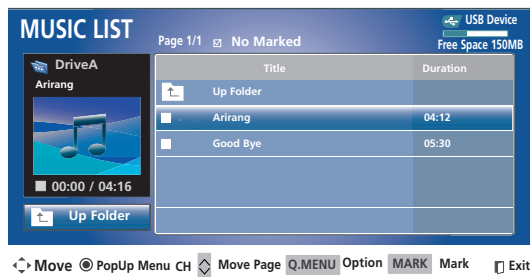 MUSIC LIST
Page 1/1 No Marked
USB Device
Free Space 150MB
DriveA
Arirang
00:00 / 04:16
Up Folder
Title Duration
Up Folder
Arirang 04:12
Good Bye 05:30
Move PopUp Menu CH Move Page Q.MENU Option MARK Mark Exit